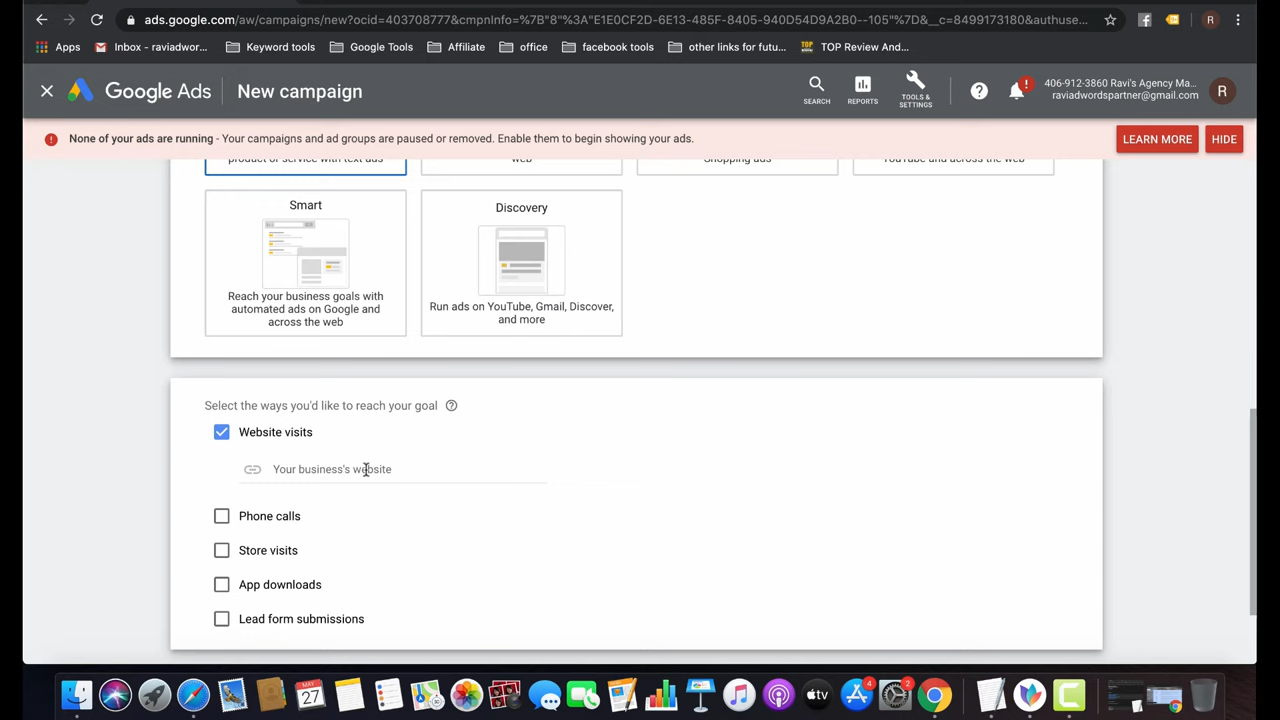 ads.google.com/aw/campaigns/new?ocid=403708777&cmpnInfo=%7B"8"%3A"E1E0CF2D-6E13-485F-8405-940D54D9A2B0--105"%7D&__c=8499173180&authuse...
R
Apps
Inbox - raviadwor...
Keyword tools
Google Tools
Affiliate
office
facebook tools
other links for futu...
TOP Review And...
Google Ads
New campaign
SEARCH
REPORTS
TOOLS &
SETTINGS
406-912-3860 Ravi's Agency Ma...
raviadwordspartner@gmail.com
R
None of your ads are running - Your campaigns and ad groups are paused or removed. Enable them to begin showing your ads.
LEARN MORE
HIDE
product or service with text ads
web
Shopping ads
YouTube and across the web
Smart
Reach your business goals with
automated ads on Google and
across the web
Discovery
Run ads on YouTube, Gmail, Discover,
and more
Select the ways you'd like to reach your goal
Website visits
Your business's website
Phone calls
Store visits
App downloads
Lead form submissions
MAY
27
tv
4
2